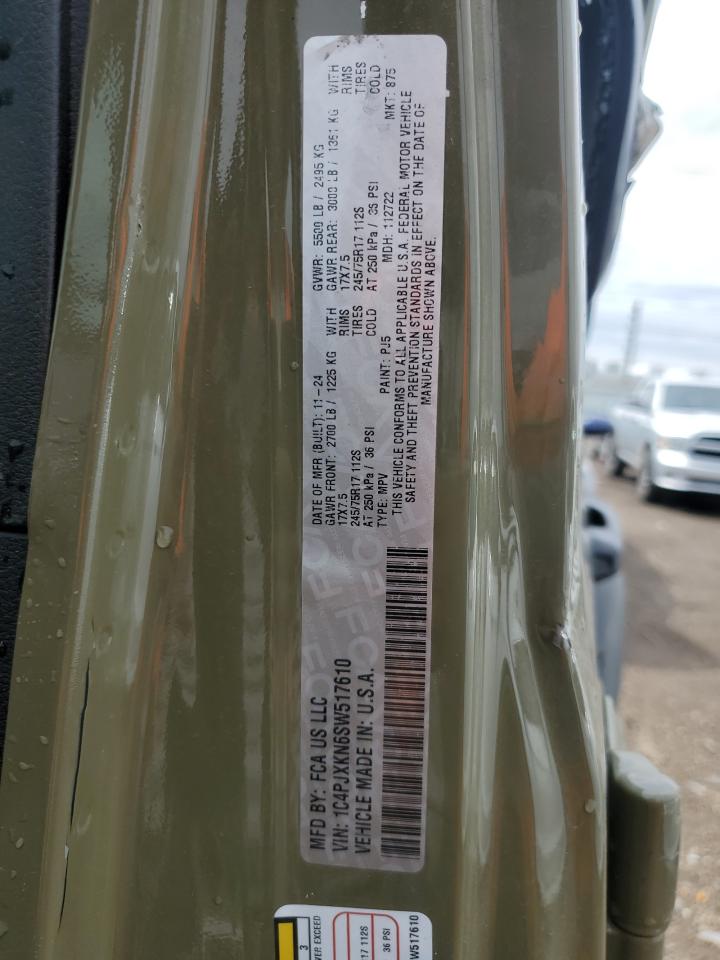 MFD BY: FCA US LLC
DATE OF MFR (BUILT): 11-24
GVWR: 5500 LB / 2495 KG
VIN: 1C4PJXKN6SW517610
GAWR FRONT: 2700 LB / 1225 KG WITH
GAWR REAR: 3000 LB / 1361 KG WITH
17X7.5 RIMS
17X7.5 RIMS
VEHICLE MADE IN: U.S.A.
245/75R17 112S TIRES
245/75R17 112S TIRES
AT 250 kPa / 36 PSI COLD
AT 250 kPa / 36 PSI COLD
TYPE: MPV PAINT: PJ5 MDH: 112722 MKT: 875
THIS VEHICLE CONFORMS TO ALL APPLICABLE U.S.A. FEDERAL MOTOR VEHICLE
SAFETY AND THEFT PREVENTION STANDARDS IN EFFECT ON THE DATE OF
MANUFACTURE SHOWN ABOVE.
3
VER EXCEED
17 112S
36 PSI
W517610